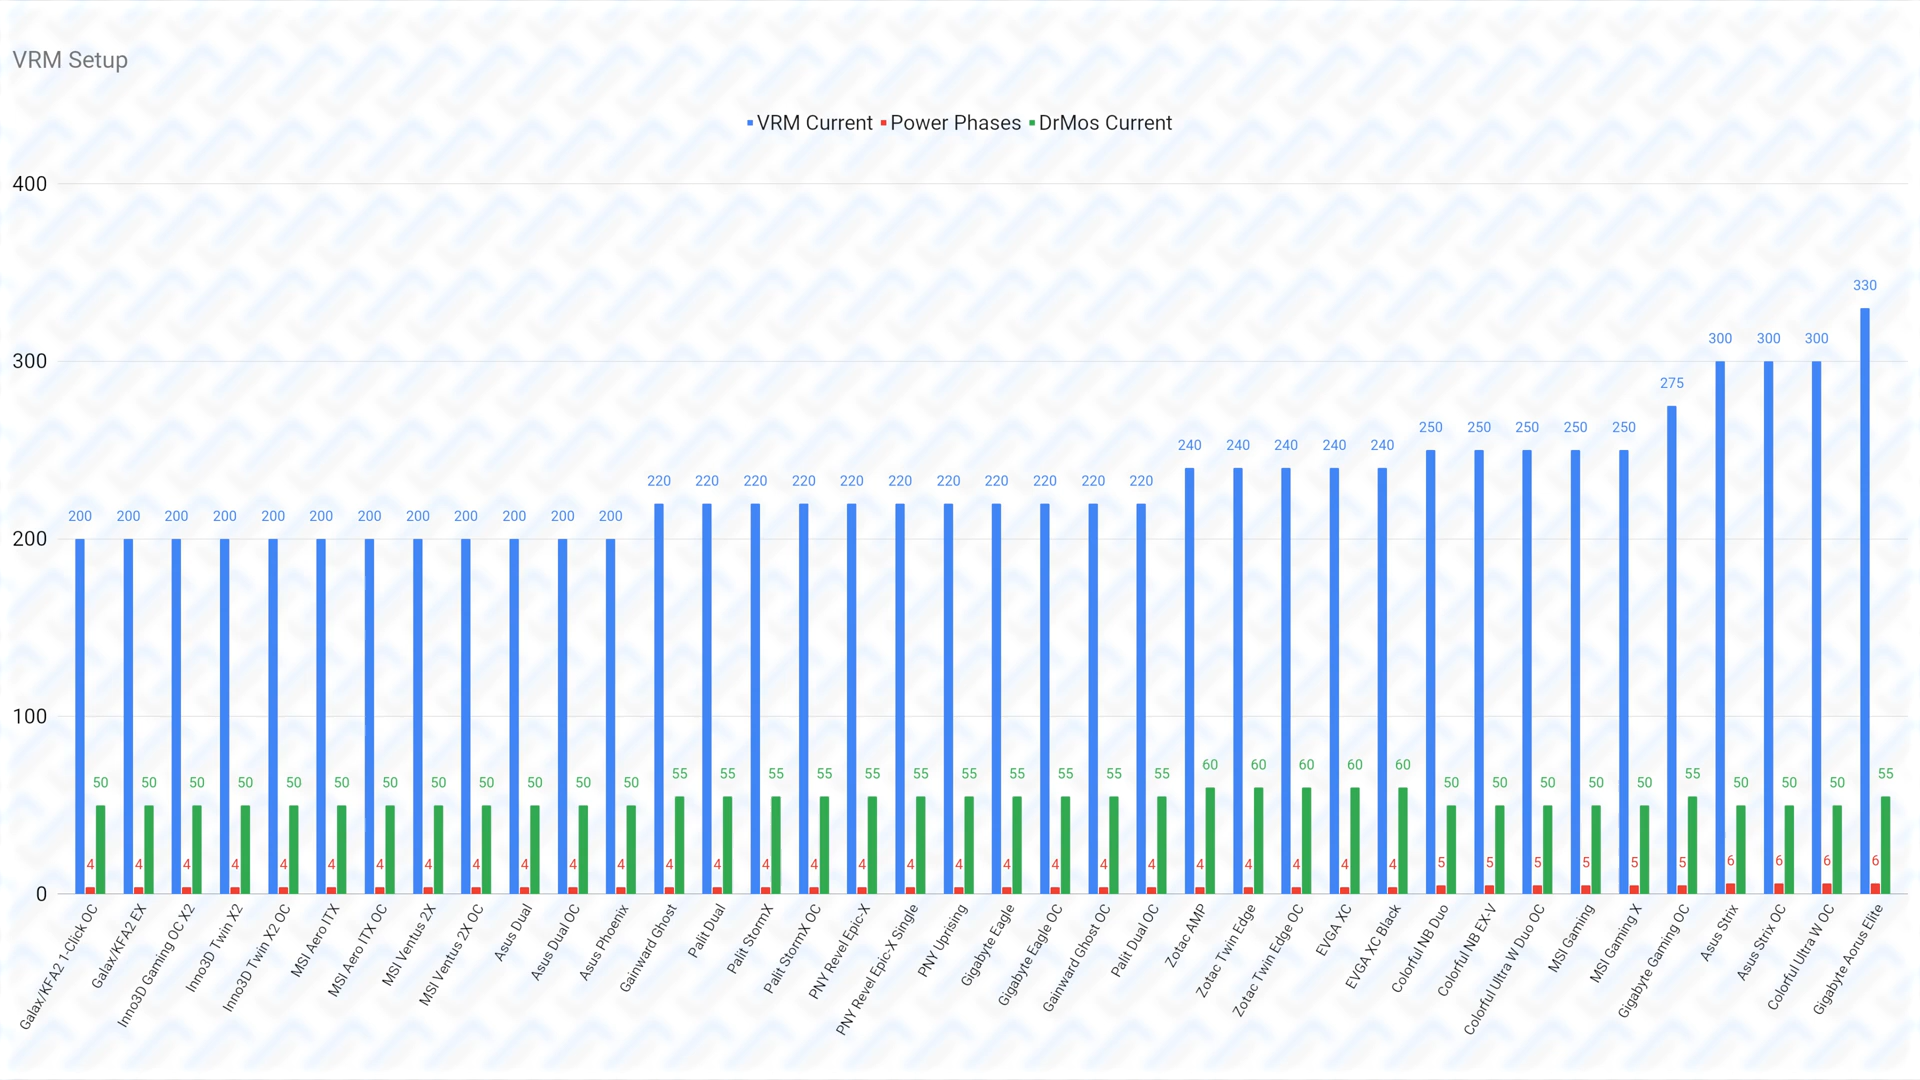 VRM Setup
VRM Current Power Phases DrMos Current
400
300
200
100
0
330
300 300 300
275
250 250 250 250 250
240 240 240 240 240
220 220 220 220 220 220 220 220 220 220 220
200 200 200 200 200 200 200 200 200 200 200 200
50 50 50 50 50 50 50 50 50 50 50 50 55 55 55 55 55 55 55 55 55 55 55 60 60 60 60 60 50 50 50 50 50 55 50 50 50 55
4 4 4 4 4 4 4 4 4 4 4 4 4 4 4 4 4 4 4 4 4 4 4 4 4 4 4 4 5 5 5 5 5 5 6 6 6 6
Galax/KFA2 1-Click OC
Galax/KFA2 EX
Inno3D Gaming OC X2
Inno3D Twin X2
Inno3D Twin X2 OC
MSI Aero ITX
MSI Aero ITX OC
MSI Ventus 2X
MSI Ventus 2X OC
Asus Dual
Asus Dual OC
Asus Phoenix
Gainward Ghost
Palit Dual
Palit StormX
Palit StormX OC
PNY Revel Epic-X
PNY Revel Epic-X Single
PNY Uprising
Gigabyte Eagle
Gigabyte Eagle OC
Gainward Ghost OC
Palit Dual OC
Zotac AMP
Zotac Twin Edge
Zotac Twin Edge OC
EVGA XC
EVGA XC Black
Colorful NB Duo
Colorful NB EX-V
Colorful Ultra W Duo OC
MSI Gaming
MSI Gaming X
Gigabyte Gaming OC
Asus Strix
Asus Strix OC
Colorful Ultra W OC
Gigabyte Aorus Elite